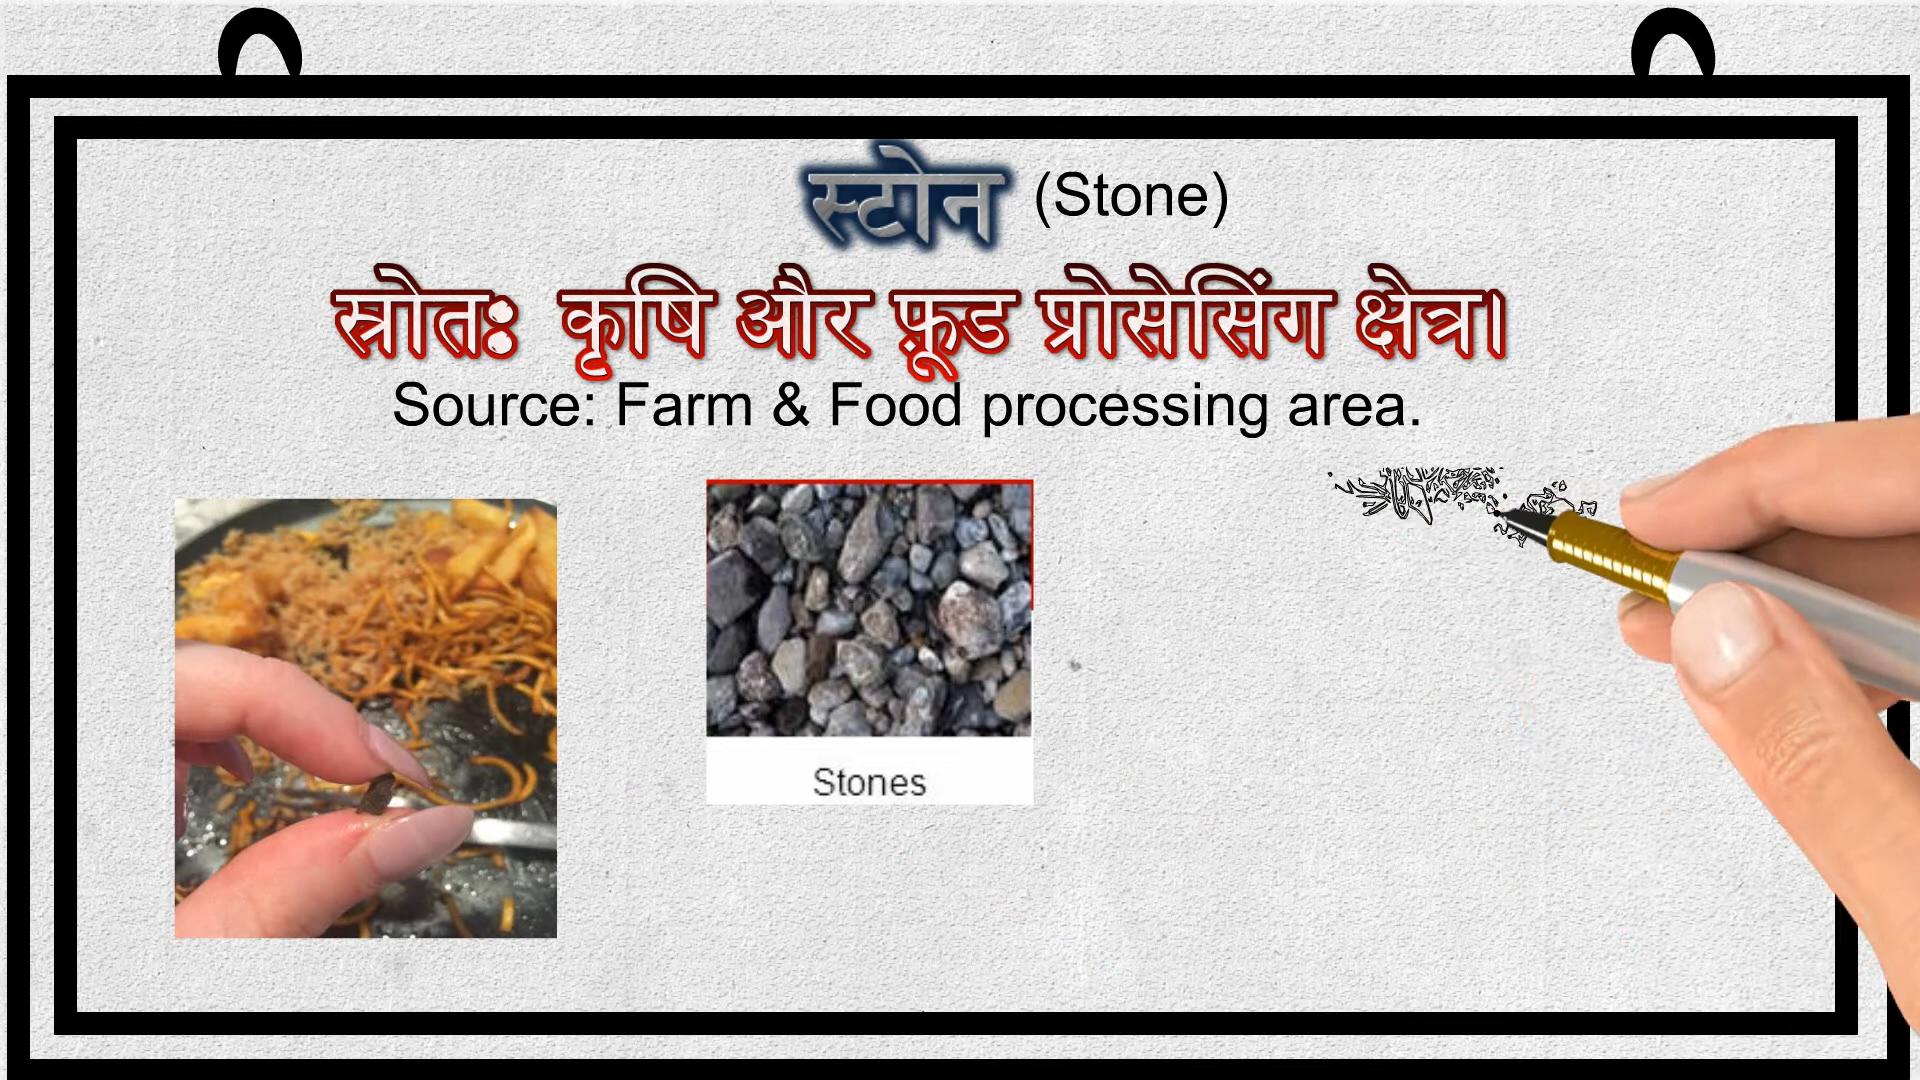 स्टोन (Stone)
स्रोतः कृषि और फ़ूड प्रोसेसिंग क्षेत्र।
Source: Farm & Food processing area.
Stones